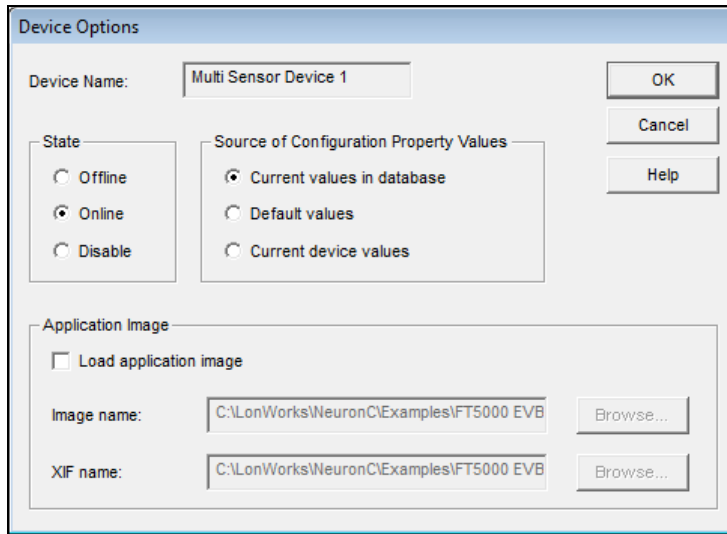 Device Options
Device Name:
Multi Sensor Device 1
OK
Cancel
Help
State
Offline
Online
Disable
Source of Configuration Property Values
Current values in database
Default values
Current device values
Application Image
Load application image
Image name:
C:\LonWorks\NeuronC\Examples\FT5000 EVB
Browse...
XIF name:
C:\LonWorks\NeuronC\Examples\FT5000 EVB
Browse...